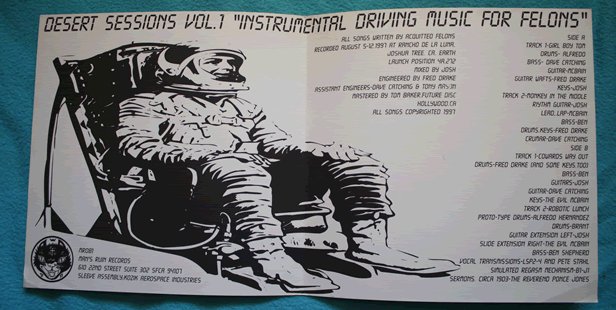 DESERT SESSIONS VOL.1 "INSTRUMENTAL DRIVING MUSIC FOR FELONS"
ALL SONGS WRITTEN BY ACQUITTED FELONS
RECORDED AUGUST 5-12,1997 AT RANCHO DE LA LUNA,
JOSHUA TREE, CA. EARTH
LAUNCH POSITION 4A,272
MIXED BY JOSH
ENGINEERED BY FRED DRAKE
ASSISTANT ENGINEERS-DAVE CATCHING & TONY MASON
MASTERED BY TOM BAKER,FUTURE DISC
HOLLYWOOD,CA
ALL SONGS COPYRIGHTED 1997
SIDE A
TRACK 1-GIRL BOY TOM
DRUMS- ALFREDO
BASS- DAVE CATCHING
GUITAR-MCBAIN
GUITAR WAFTS-FRED DRAKE
KEYS-JOSH
TRACK 2-MONKEY IN THE MIDDLE
RYTHM GUITAR-JOSH
LEAD, LAP-MCBAIN
BASS-BEN
DRUMS, KEYS-FRED DRAKE
CRUMAR-DAVE CATCHING
SIDE B
TRACK 1-COWARDS WAY OUT
DRUMS-FRED DRAKE (AND SOME KEYS,TOO)
BASS-BEN
GUITARS-JOSH
GUITAR-DAVE CATCHING
KEYS-THE EVIL MCBAIN
TRACK 2-ROBOTIC LUNCH
PROTO-TYPE DRUMS-ALFREDO HERNANDEZ
DRUMS-BRANT
GUITAR EXTENSION LEFT-JOSH
SLIDE EXTENSION RIGHT-THE EVIL MCBAIN
BASS-BEN SHEPHERD
VOCAL TRANSMISSIONS-LSP2-4 AND PETE STAHL
SIMULATED REGASM MECHANISM-B1-J1
SERMONS, CIRCA 1903-THE REVEREND PONCE JONES
MR081
MAN'S RUIN RECORDS
610 22ND STREET SUITE 302 SFCA 94107
SLEEVE ASSEMBLY,KOZIK AEROSPACE INDUSTRIES